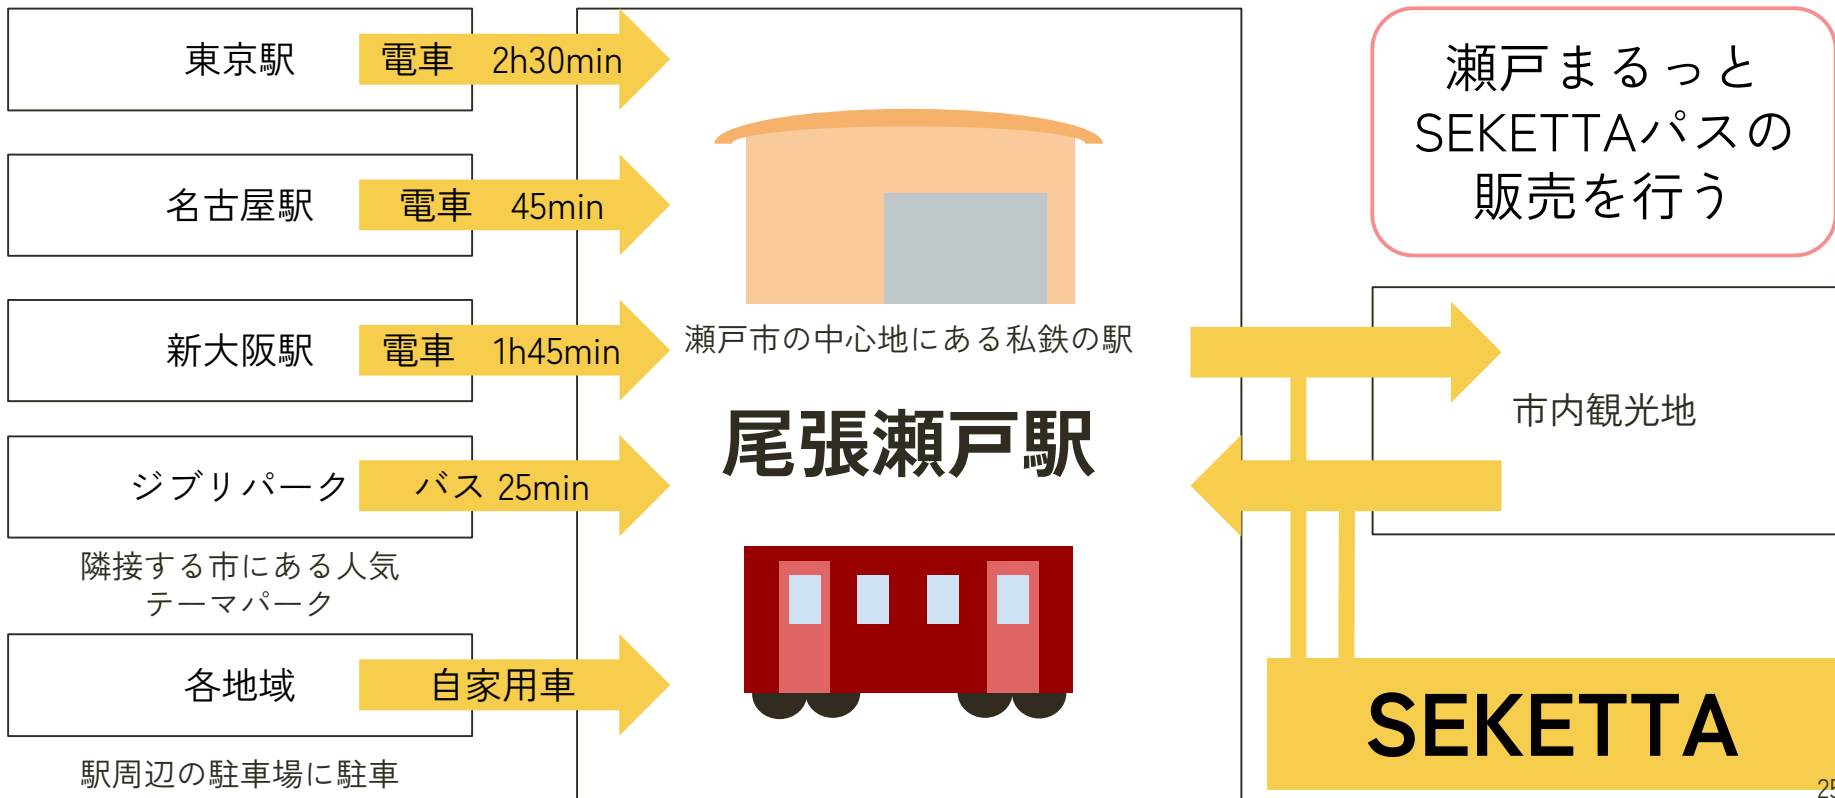 東京駅
電車 2h30min
名古屋駅
電車 45min
新大阪駅
電車 1h45min
ジブリパーク
バス 25min
隣接する市にある人気
テーマパーク
各地域
自家用車
駅周辺の駐車場に駐車
瀬戸市の中心地にある私鉄の駅
尾張瀬戸駅
瀬戸まるっと
SEKETTAパスの
販売を行う
市内観光地
SEKETTA
25